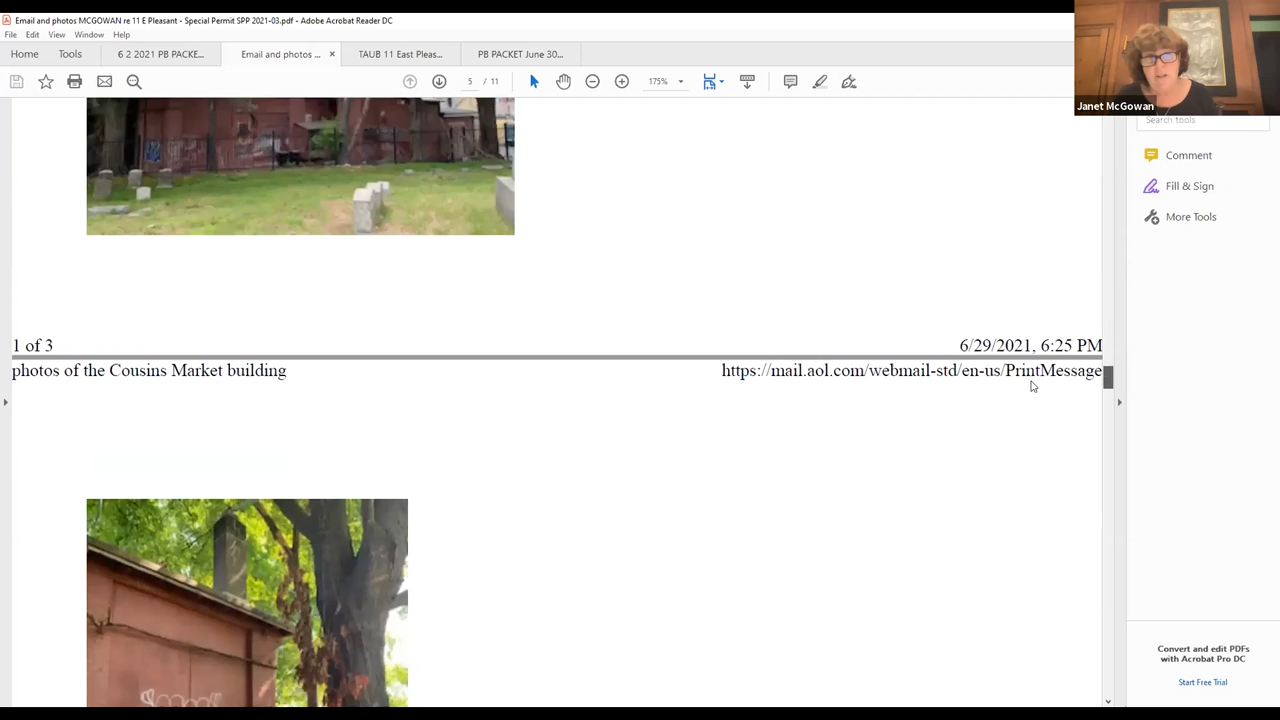 Email and photos MCGOWAN re 11 E Pleasant - Special Permit SPP 2021-03.pdf - Adobe Acrobat Reader DC
File Edit View Window Help
Home Tools 6 2 2021 PB PACKE... Email and photos ... × TAUB 11 East Pleas... PB PACKET June 30...
5 / 11 175%
Janet McGowan
Search tools
Comment
Fill & Sign
More Tools
1 of 3 6/29/2021, 6:25 PM
photos of the Cousins Market building https://mail.aol.com/webmail-std/en-us/PrintMessage
Convert and edit PDFs
with Acrobat Pro DC
Start Free Trial